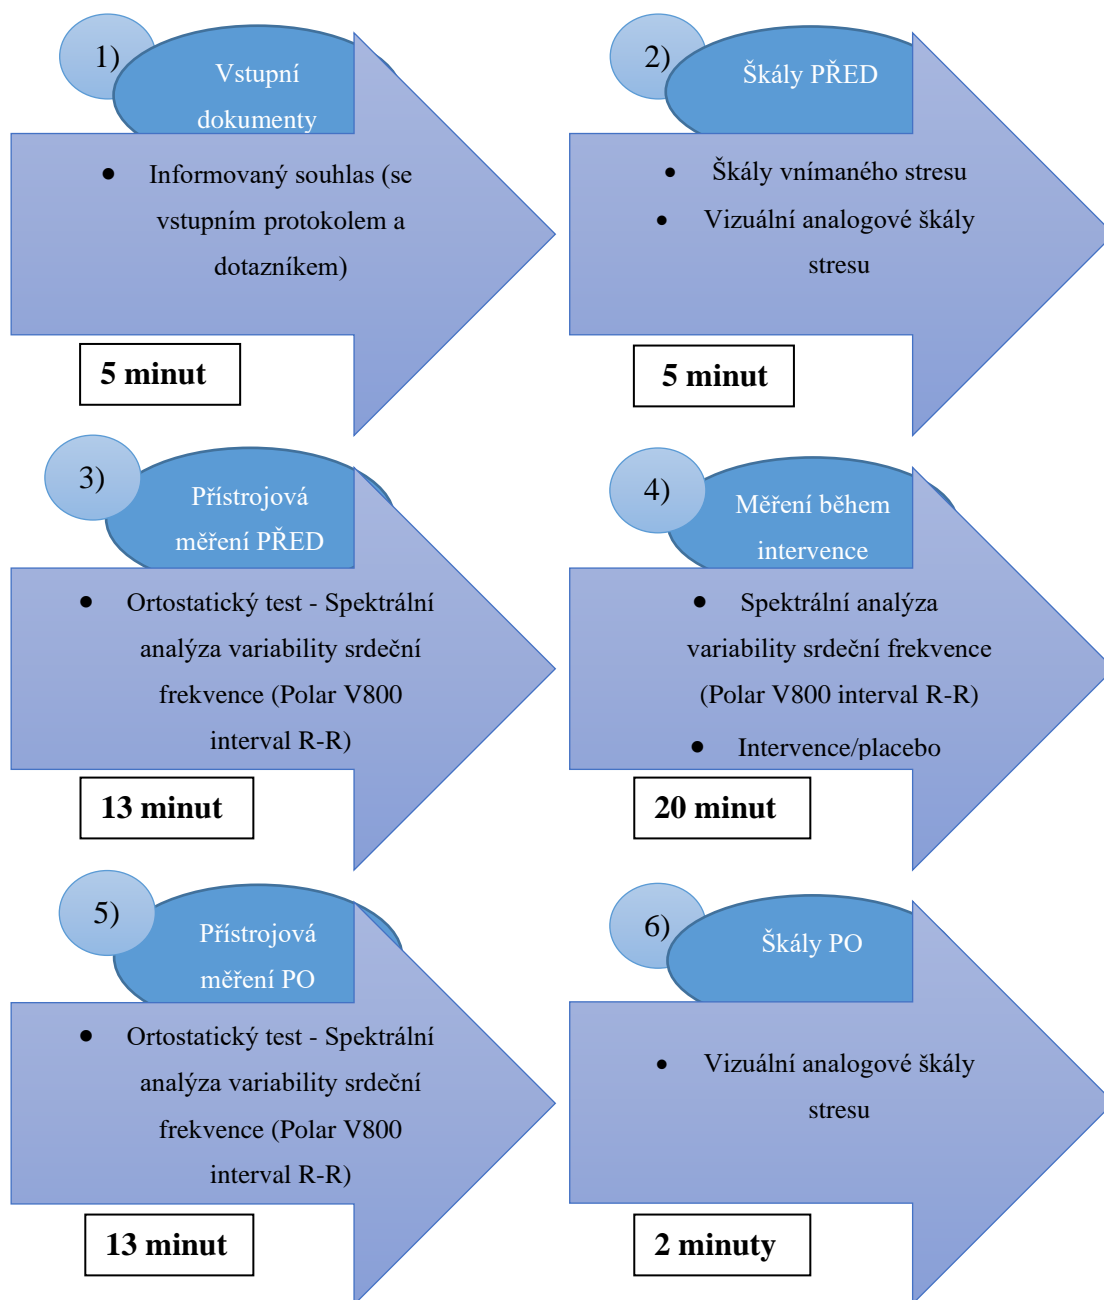 1)
Vstupní
dokumenty
● Informovaný souhlas (se
vstupním protokolem a
dotazníkem)
5 minut
2)
Škály PŘED
● Škály vnímaného stresu
● Vizuální analogové škály
stresu
5 minut
3)
Přístrojová
měření PŘED
● Ortostatický test - Spektrální
analýza variability srdeční
frekvence (Polar V800
interval R-R)
13 minut
4)
Měření během
intervence
● Spektrální analýza
variability srdeční frekvence
(Polar V800 interval R-R)
● Intervence/placebo
20 minut
5)
Přístrojová
měření PO
● Ortostatický test - Spektrální
analýza variability srdeční
frekvence (Polar V800
interval R-R)
13 minut
6)
Škály PO
● Vizuální analogové škály
stresu
2 minuty